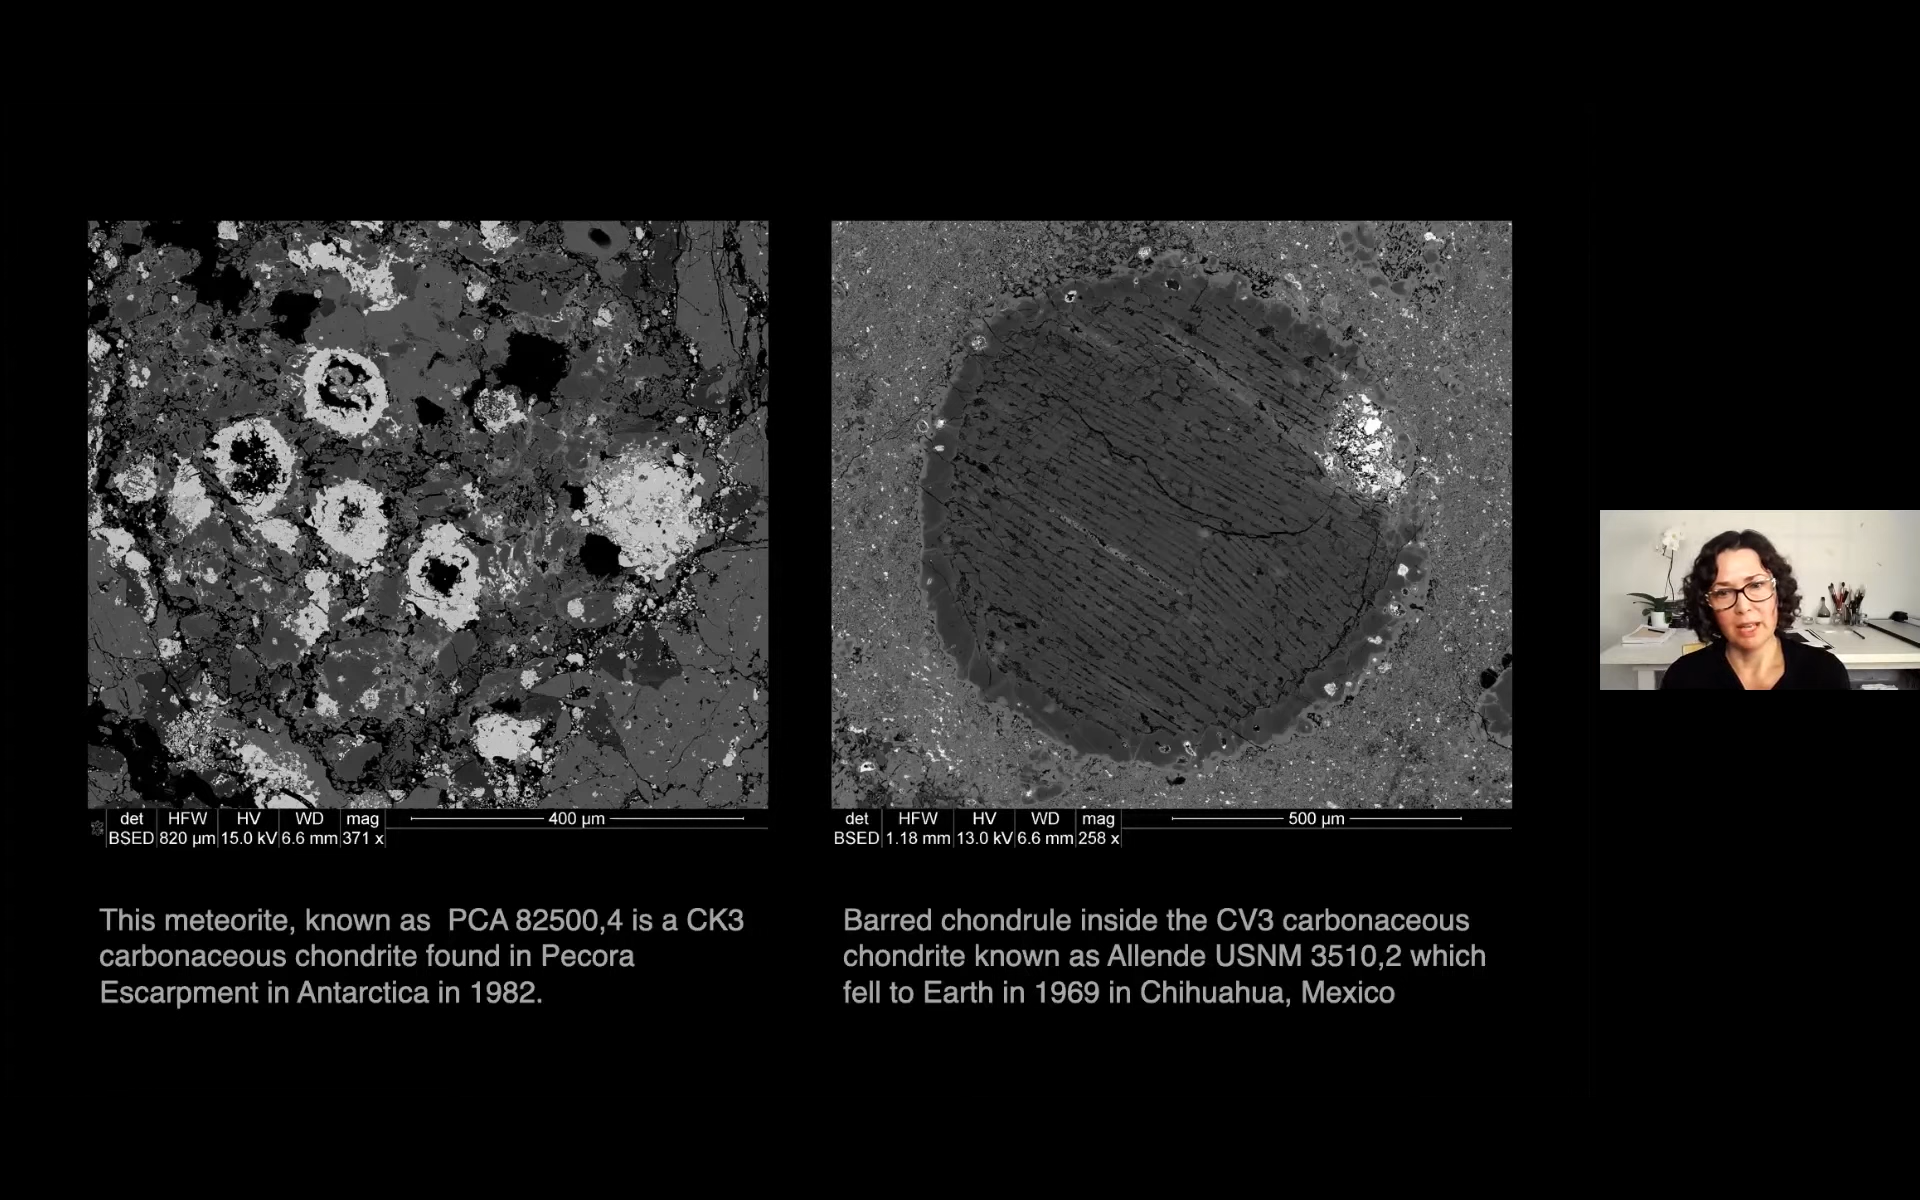 det HFW HV WD mag 400 µm
BSED 820 µm 15.0 kV 6.6 mm 371 x
det HFW HV WD mag 500 µm
BSED 1.18 mm 13.0 kV 6.6 mm 258 x
This meteorite, known as PCA 82500,4 is a CK3
carbonaceous chondrite found in Pecora
Escarpment in Antarctica in 1982.
Barred chondrule inside the CV3 carbonaceous
chondrite known as Allende USNM 3510,2 which
fell to Earth in 1969 in Chihuahua, Mexico